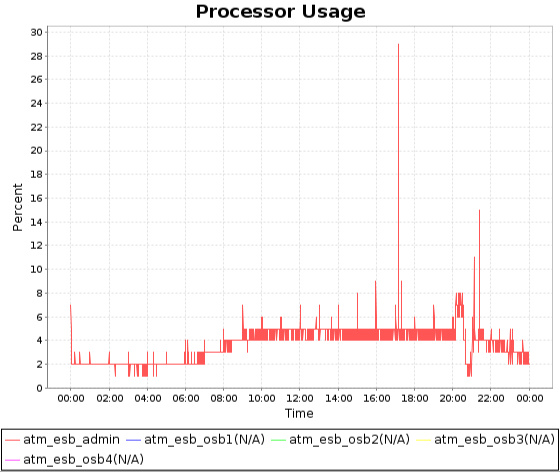 Processor Usage
30
28
26
24
22
20
18
16
14
12
10
8
6
4
2
0
Percent
00:00 02:00 04:00 06:00 08:00 10:00 12:00 14:00 16:00 18:00 20:00 22:00 00:00
Time
atm_esb_admin atm_esb_osb1(N/A) atm_esb_osb2(N/A) atm_esb_osb3(N/A)
atm_esb_osb4(N/A)